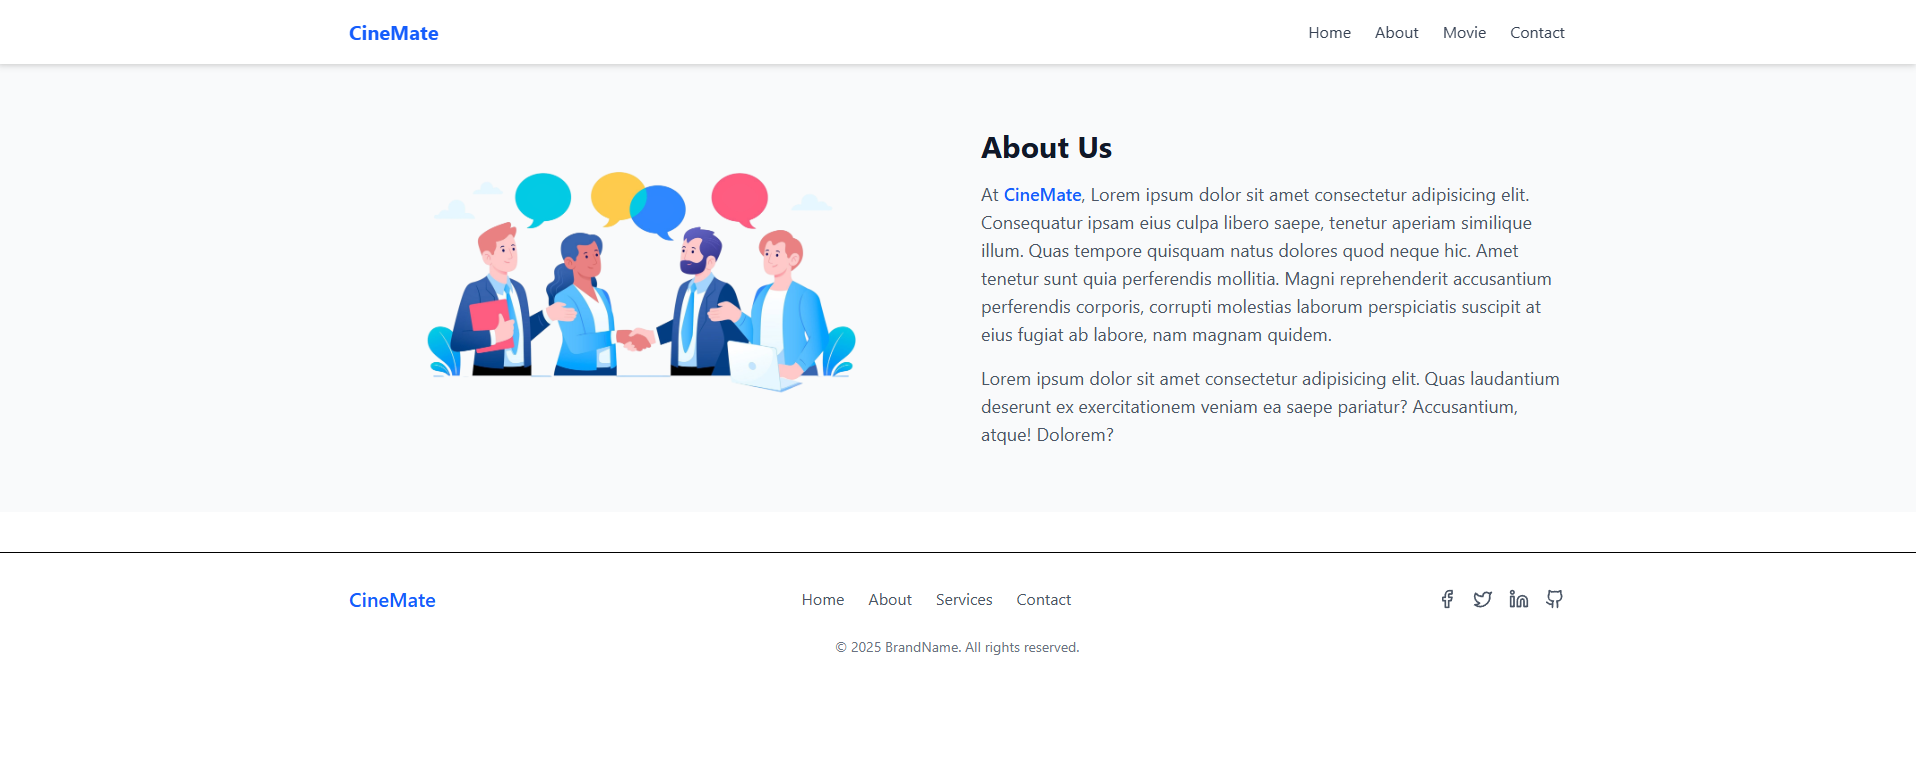 CineMate
Home About Movie Contact
About Us
At CineMate, Lorem ipsum dolor sit amet consectetur adipisicing elit.
Consequatur ipsam eius culpa libero saepe, tenetur aperiam similique
illum. Quas tempore quisquam natus dolores quod neque hic. Amet
tenetur sunt quia perferendis mollitia. Magni reprehenderit accusantium
perferendis corporis, corrupti molestias laborum perspiciatis suscipit at
eius fugiat ab labore, nam magnam quidem.
Lorem ipsum dolor sit amet consectetur adipisicing elit. Quas laudantium
deserunt ex exercitationem veniam ea saepe pariatur? Accusantium,
atque! Dolorem?
CineMate
Home About Services Contact
© 2025 BrandName. All rights reserved.